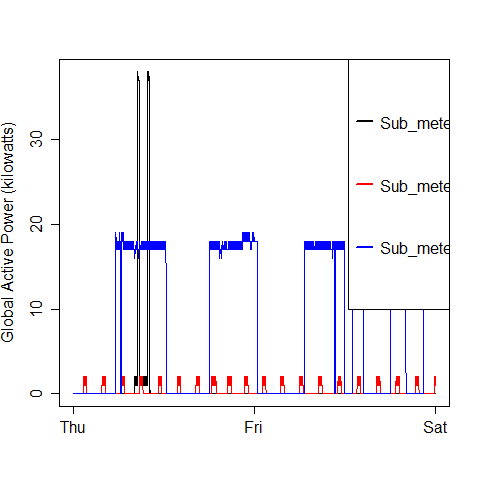 Global Active Power (kilowatts)
30
20
10
0
Sub_mete
Sub_mete
Sub_mete
Thu Fri Sat